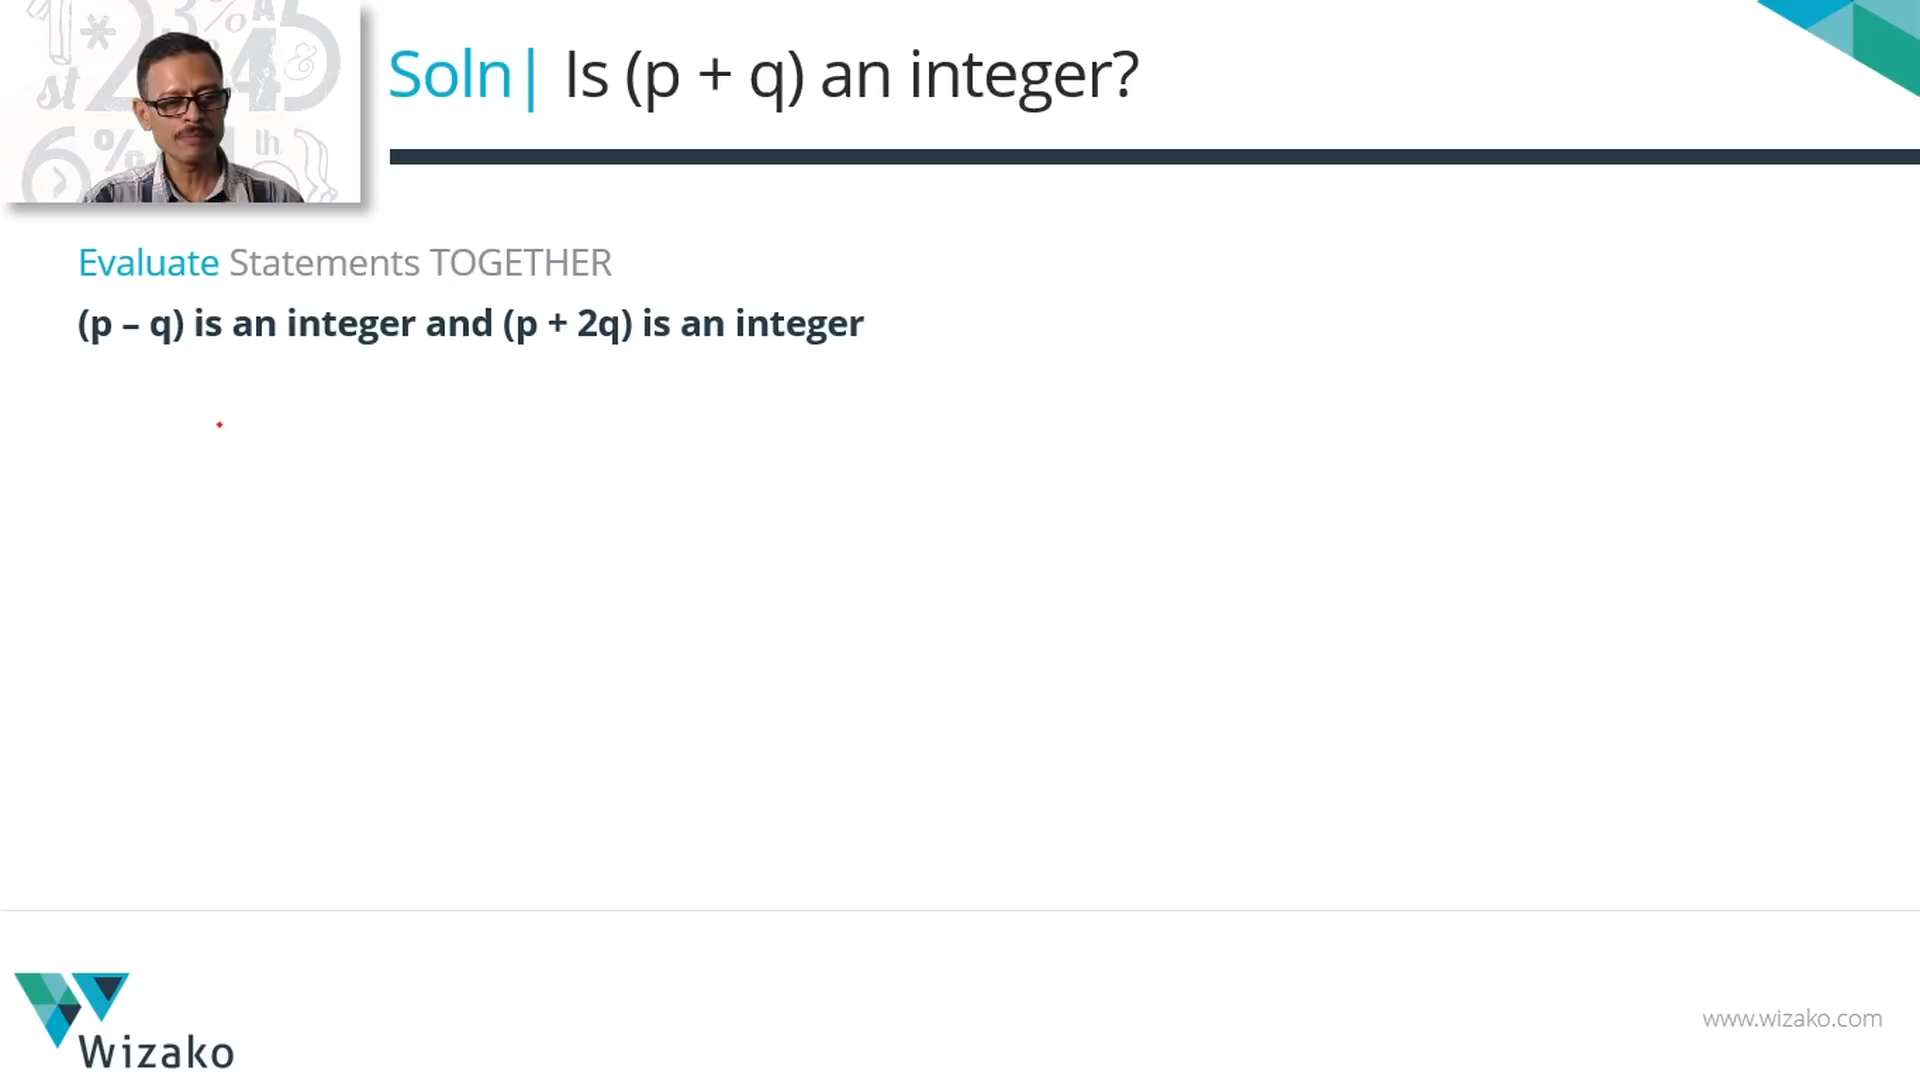 Soln| Is (p + q) an integer?
Evaluate Statements TOGETHER
(p – q) is an integer and (p + 2q) is an integer
Wizako
www.wizako.com